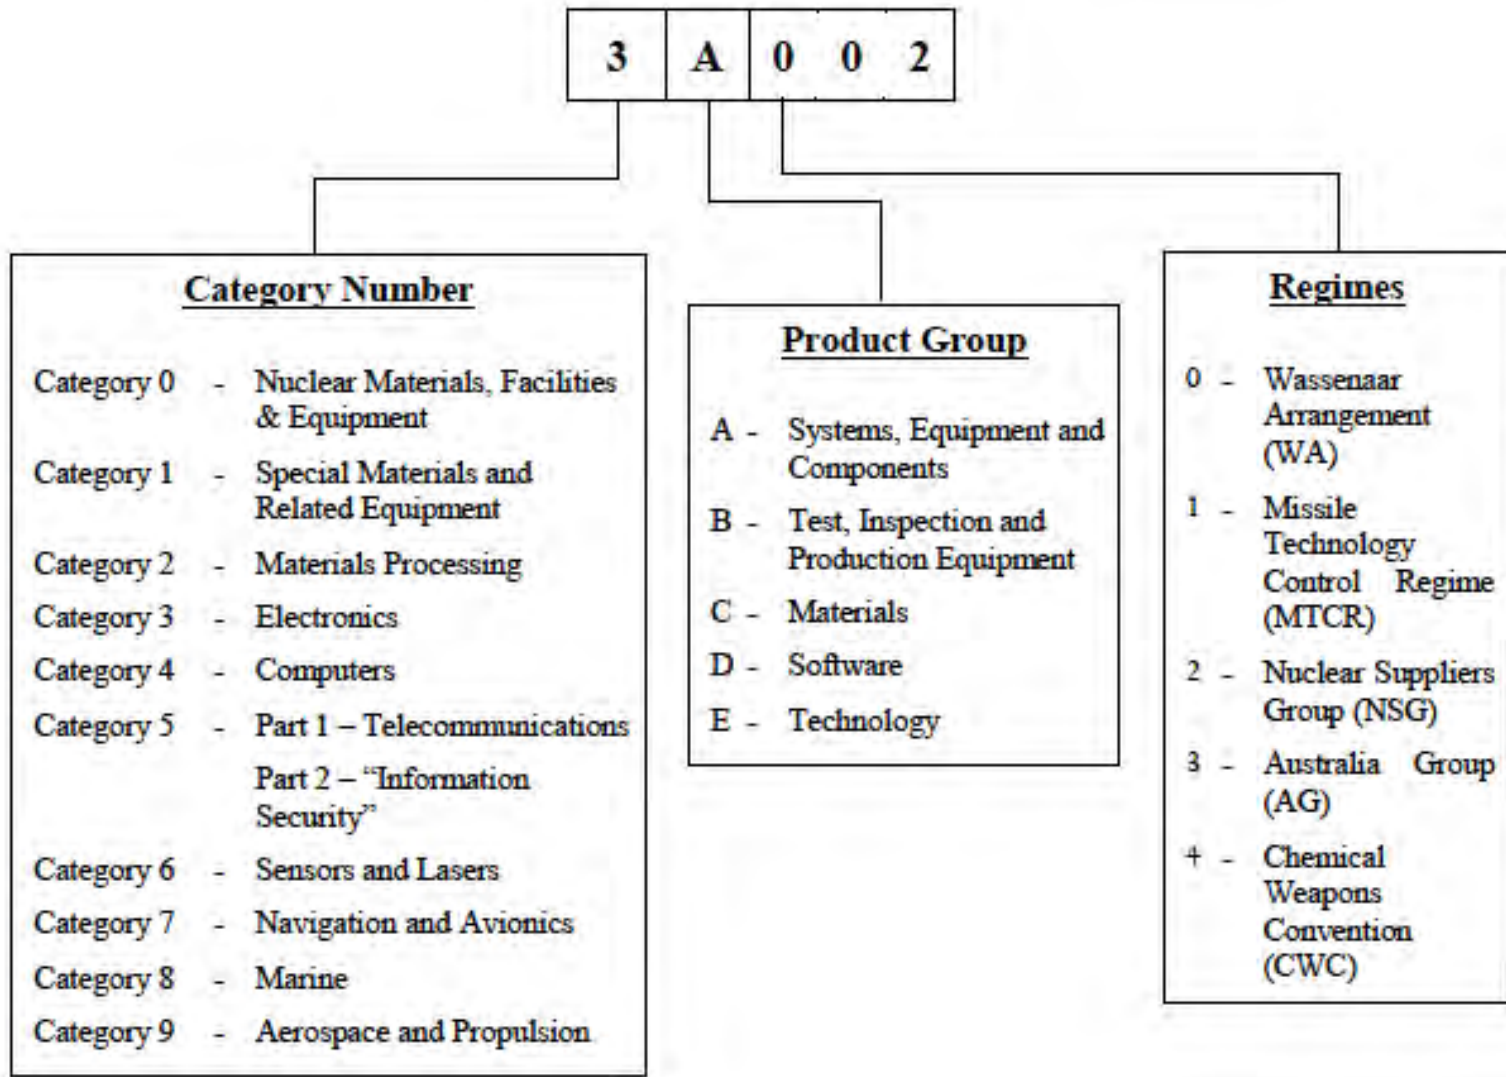 3 A 0 0 2
Category Number
Category 0 - Nuclear Materials, Facilities
& Equipment
Category 1 - Special Materials and
Related Equipment
Category 2 - Materials Processing
Category 3 - Electronics
Category 4 - Computers
Category 5 - Part 1 – Telecommunications
Part 2 – “Information
Security”
Category 6 - Sensors and Lasers
Category 7 - Navigation and Avionics
Category 8 - Marine
Category 9 - Aerospace and Propulsion
Product Group
A - Systems, Equipment and
Components
B - Test, Inspection and
Production Equipment
C - Materials
D - Software
E - Technology
Regimes
0 - Wassenaar
Arrangement
(WA)
1 - Missile
Technology
Control Regime
(MTCR)
2 - Nuclear Suppliers
Group (NSG)
3 - Australia Group
(AG)
4 - Chemical
Weapons
Convention
(CWC)